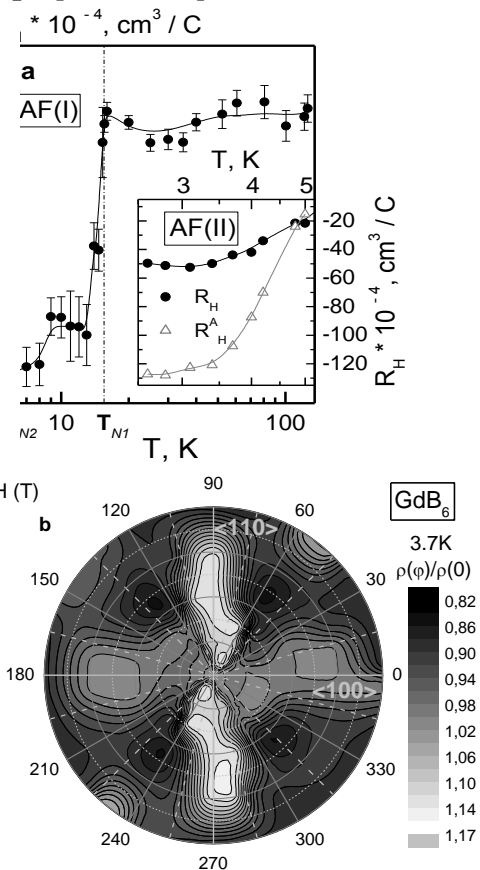 * 10⁻⁴, cm³ / C
a
AF(I)
T, K
3 4 5
AF(II)
R_H
R^A_H
-20
-40
-60
-80
-100
-120
R_H * 10⁻⁴, cm³ / C
N2 10 T_N1 100
T, K
H (T)
b
90
120 60
<110>
GdB₆
3.7K
ρ(φ)/ρ(0)
150 30
180 0
<100>
210 330
240 300
270
0,82
0,86
0,90
0,94
0,98
1,02
1,06
1,10
1,14
1,17